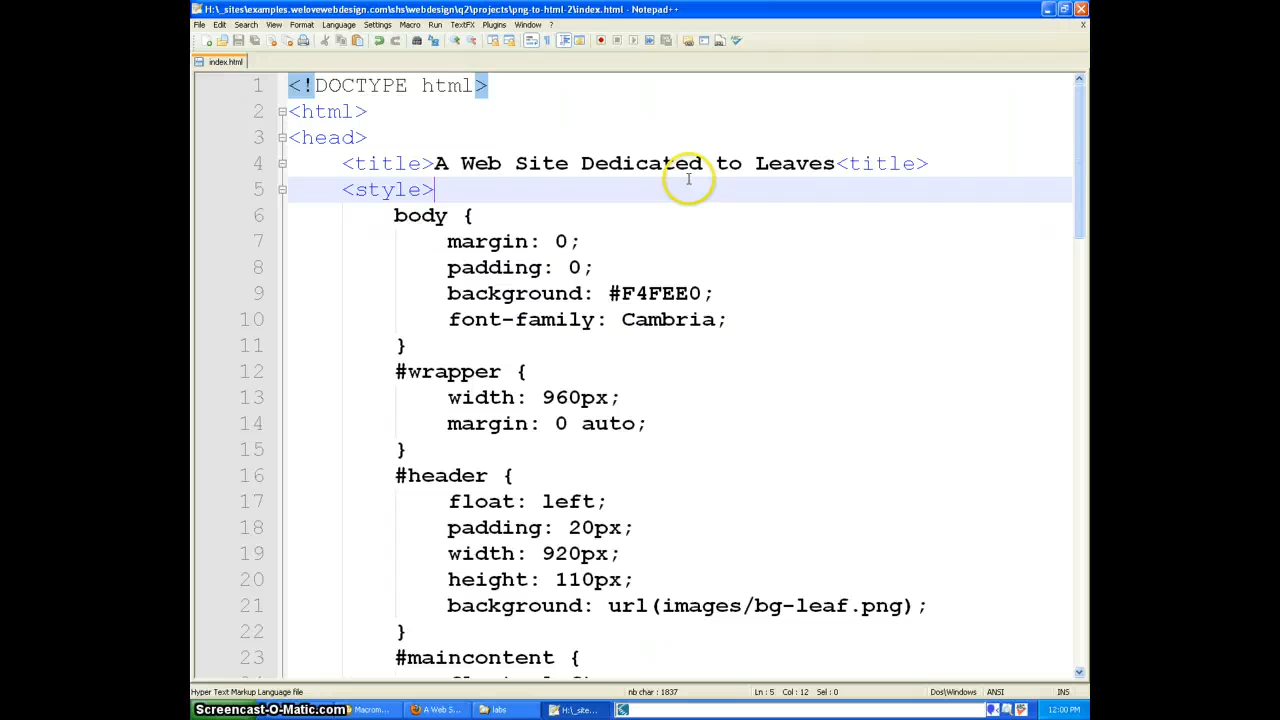 H:\_sites\examples.welovewebdesign.com\shs\webdesign\q2\projects\png-to-html-2\index.html - Notepad++
File Edit Search View Format Language Settings Macro Run TextFX Plugins Window ? X
index.html
1 <!DOCTYPE html>
2 <html>
3 <head>
4 <title>A Web Site Dedicated to Leaves<title>
5 <style>
6 body {
7 margin: 0;
8 padding: 0;
9 background: #F4FEE0;
10 font-family: Cambria;
11 }
12 #wrapper {
13 width: 960px;
14 margin: 0 auto;
15 }
16 #header {
17 float: left;
18 padding: 20px;
19 width: 920px;
20 height: 110px;
21 background: url(images/bg-leaf.png);
22 }
23 #maincontent {
Hyper Text Markup Language file nb char : 1837 Ln : 5 Col : 12 Sel : 0 Dos\Windows ANSI INS
Screencast-O-Matic.com Macrom... A Web S... labs H:\_site... 12:00 PM